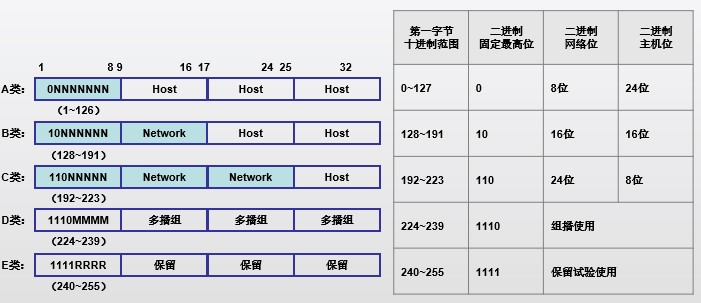 1 8 9 16 17 24 25 32
A类: 0NNNNNNN Host Host Host
(1~126)
B类: 10NNNNNN Network Host Host
(128~191)
C类: 110NNNNN Network Network Host
(192~223)
D类: 1110MMMM 多播组 多播组 多播组
(224~239)
E类: 1111RRRR 保留 保留 保留
(240~255)
第一字节 二进制 二进制 二进制
十进制范围 固定最高位 网络位 主机位
0~127 0 8位 24位
128~191 10 16位 16位
192~223 110 24位 8位
224~239 1110 组播使用
240~255 1111 保留试验使用